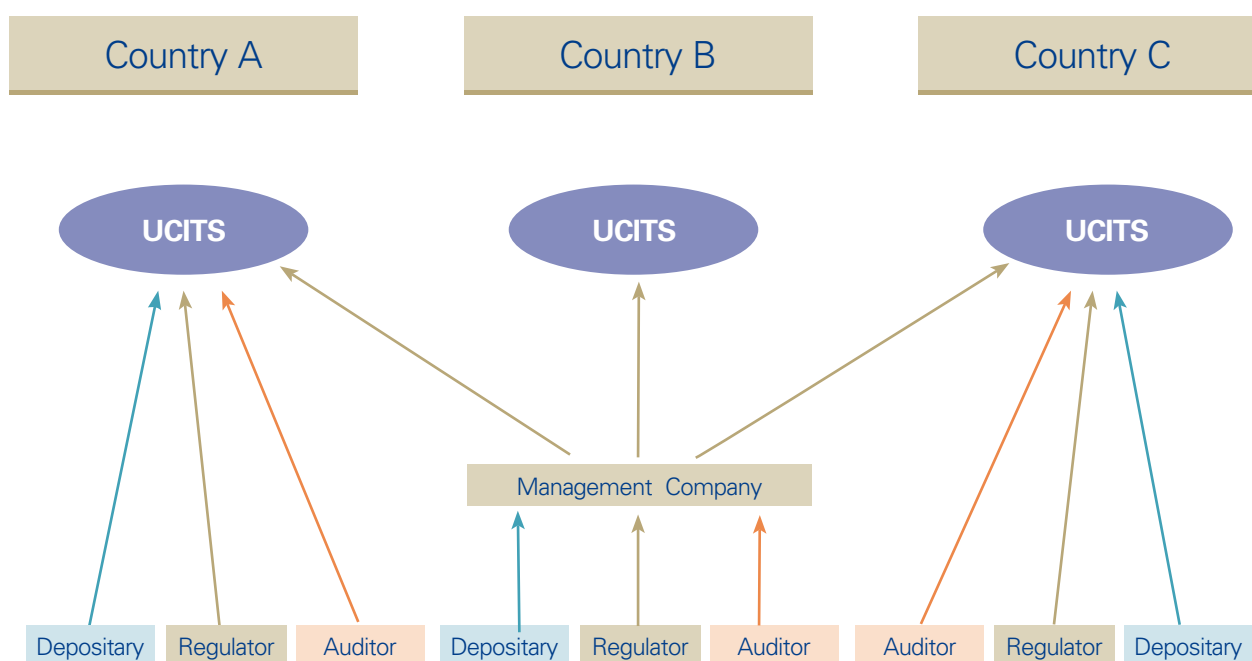 Country A
Country B
Country C
UCITS
UCITS
UCITS
Management Company
Depositary
Regulator
Auditor
Depositary
Regulator
Auditor
Auditor
Regulator
Depositary